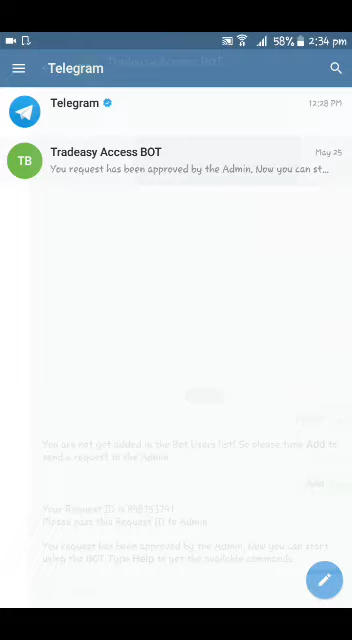 58% 2:34 pm
Telegram
Telegram 12:28 PM
TB Tradeasy Access BOT May 25
You request has been approved by the Admin, Now you can st...
You are not yet added in the Bot Users list! So please type Add to
send a request to the Admin
Add
Your Request ID is
Please pass this Request ID to Admin
You request has been approved by the Admin, Now you can start
using the BOT. Type Help to get the available commands